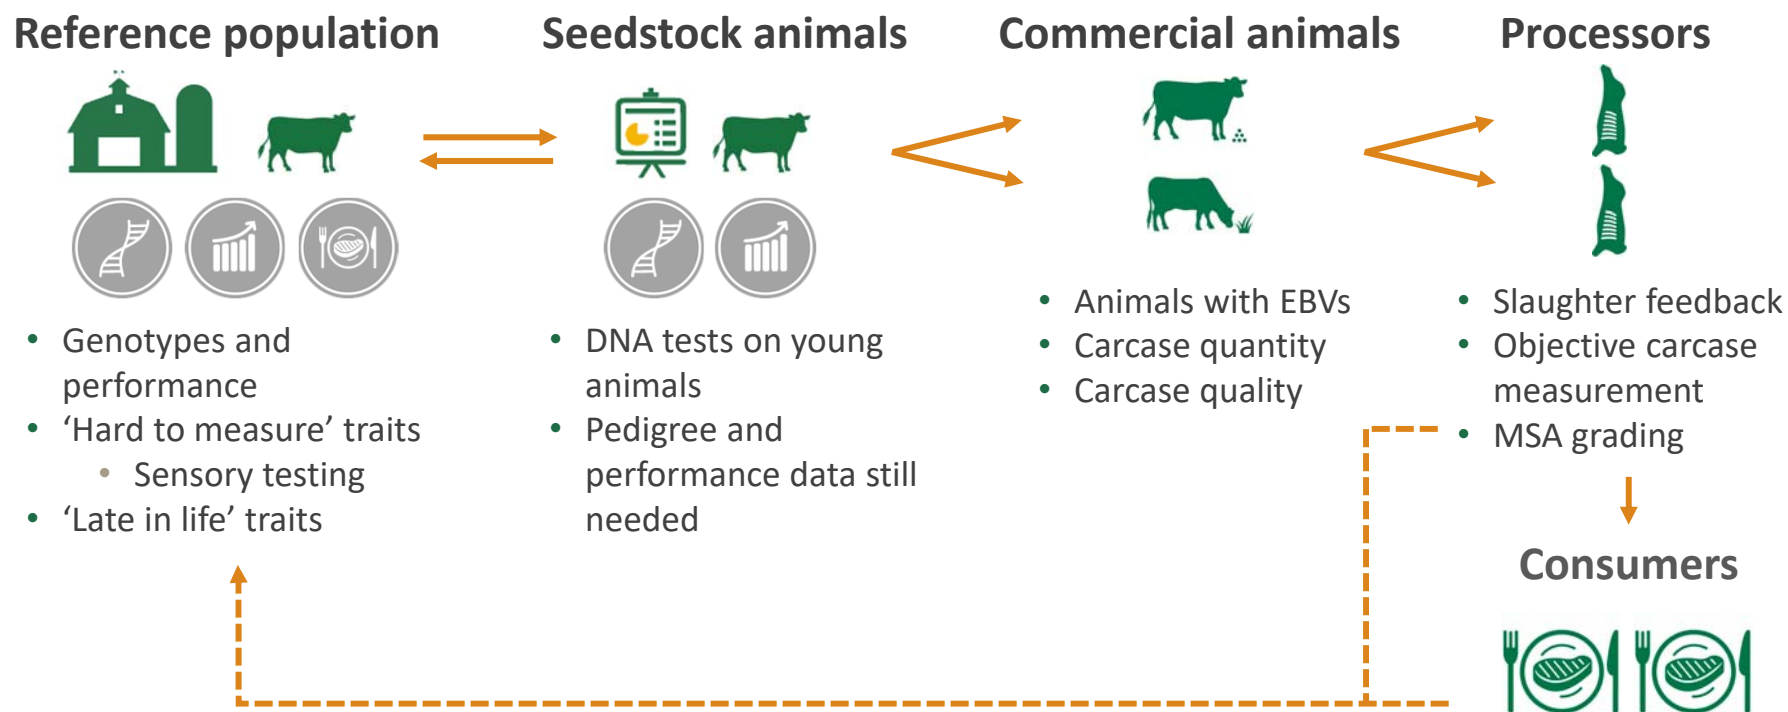 Reference population
Seedstock animals
Commercial animals
Processors
• Genotypes and
performance
• ‘Hard to measure’ traits
• Sensory testing
• ‘Late in life’ traits
• DNA tests on young
animals
• Pedigree and
performance data still
needed
• Animals with EBVs
• Carcase quantity
• Carcase quality
• Slaughter feedback
• Objective carcase
measurement
• MSA grading
Consumers